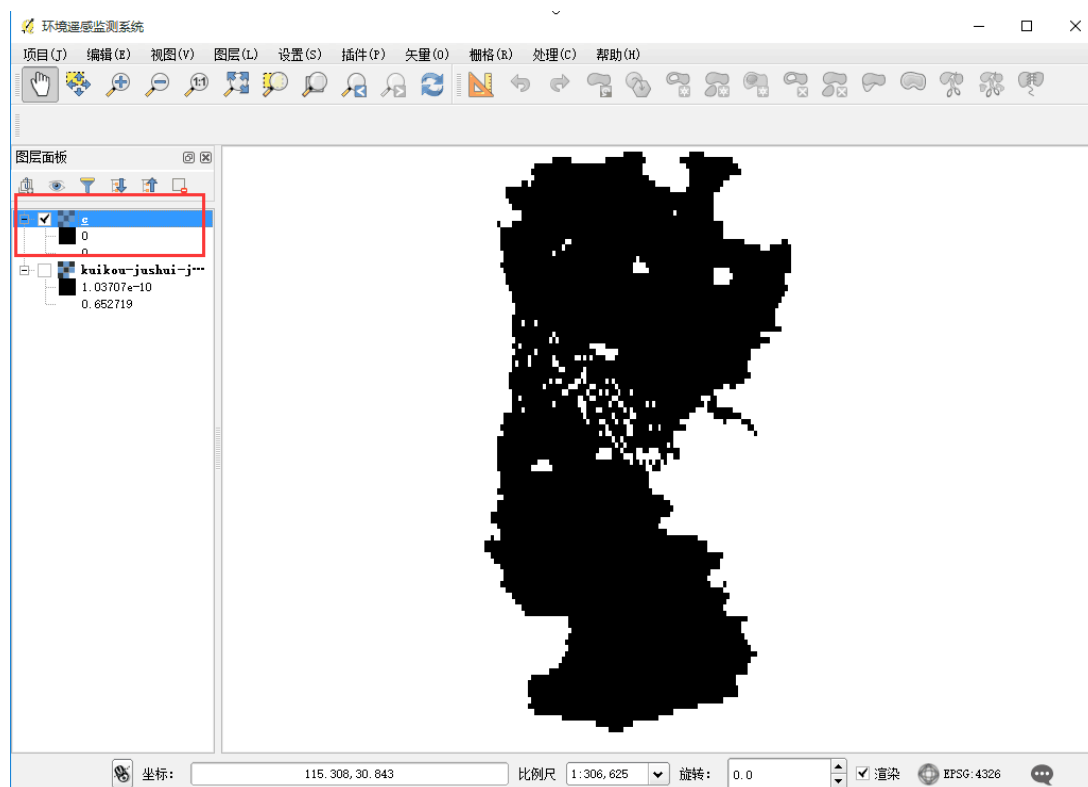 环境遥感监测系统
项目(J) 编辑(E) 视图(V) 图层(L) 设置(S) 插件(P) 矢量(O) 栅格(R) 处理(C) 帮助(H)
1:1
图层面板
c
0
0
kuikou-jushui-j…
1.03707e-10
0.652719
坐标: 115.308,30.843 比例尺 1:306,625 旋转: 0.0 渲染 EPSG:4326